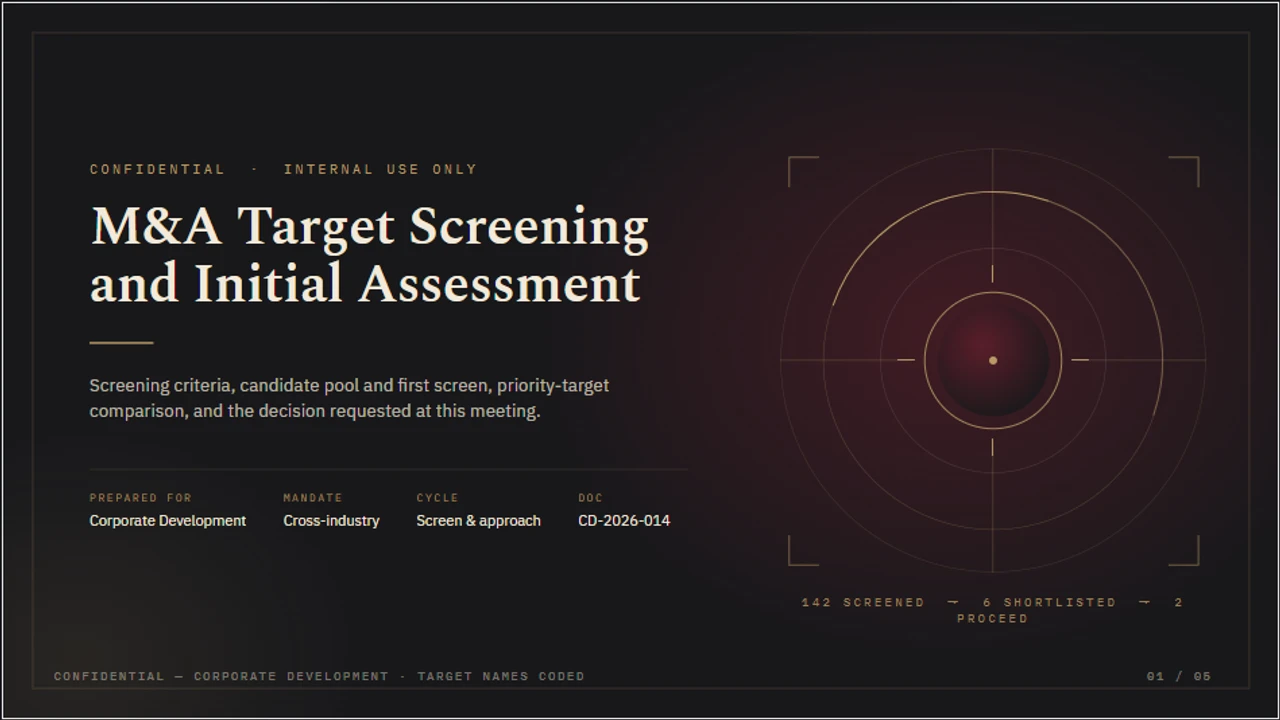 CONFIDENTIAL · INTERNAL USE ONLY
M&A Target Screening
and Initial Assessment
Screening criteria, candidate pool and first screen, priority-target
comparison, and the decision requested at this meeting.
PREPARED FOR MANDATE CYCLE DOC
Corporate Development Cross-industry Screen & approach CD-2026-014
142 SCREENED → 6 SHORTLISTED → 2
PROCEED
CONFIDENTIAL — CORPORATE DEVELOPMENT · TARGET NAMES CODED 01 / 05